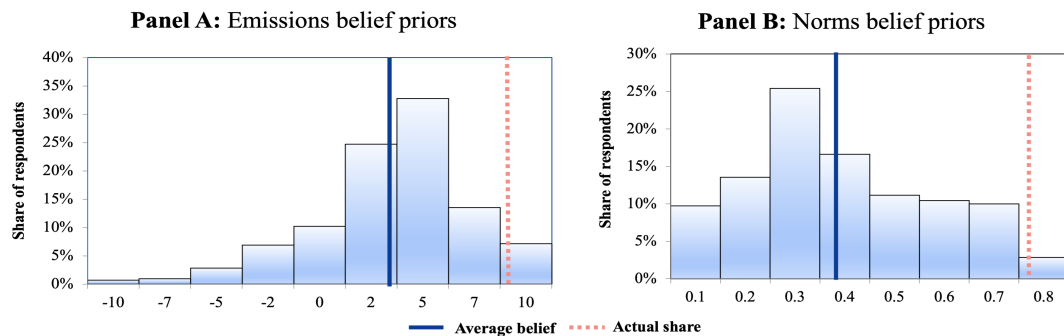 Panel A: Emissions belief priors
Share of respondents
40%
35%
30%
25%
20%
15%
10%
5%
0%
-10 -7 -5 -2 0 2 5 7 10
Panel B: Norms belief priors
Share of respondents
30%
25%
20%
15%
10%
5%
0%
0.1 0.2 0.3 0.4 0.5 0.6 0.7 0.8
Average belief Actual share